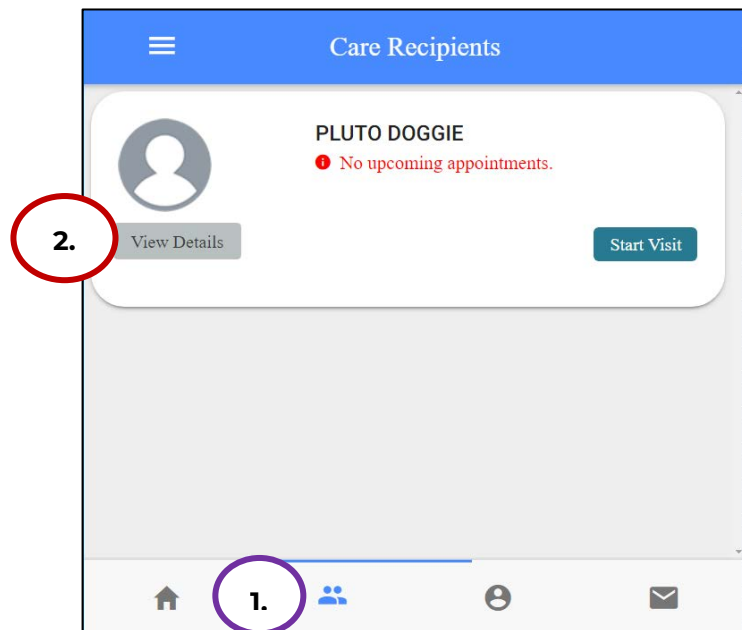 Care Recipients
PLUTO DOGGIE
No upcoming appointments.
2.
View Details
Start Visit
1.